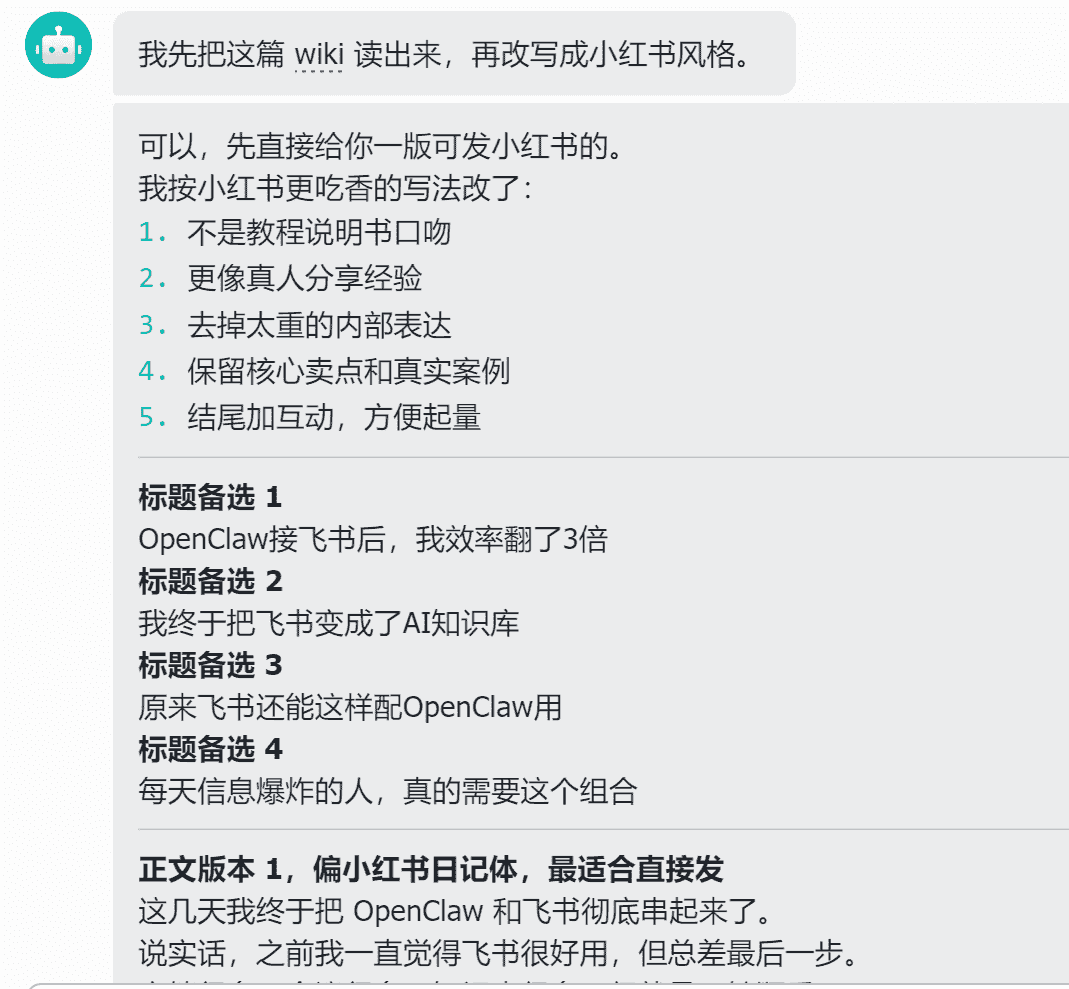 我先把这篇 wiki 读出来，再改写成小红书风格。
可以，先直接给你一版可发小红书的。
我按小红书更吃香的写法改了：
1. 不是教程说明书口吻
2. 更像真人分享经验
3. 去掉太重的内部表达
4. 保留核心卖点和真实案例
5. 结尾加互动，方便起量
标题备选 1
OpenClaw接飞书后，我效率翻了3倍
标题备选 2
我终于把飞书变成了AI知识库
标题备选 3
原来飞书还能这样配OpenClaw用
标题备选 4
每天信息爆炸的人，真的需要这个组合
正文版本 1，偏小红书日记体，最适合直接发
这几天我终于把 OpenClaw 和飞书彻底串起来了。
说实话，之前我一直觉得飞书很好用，但总差最后一步。